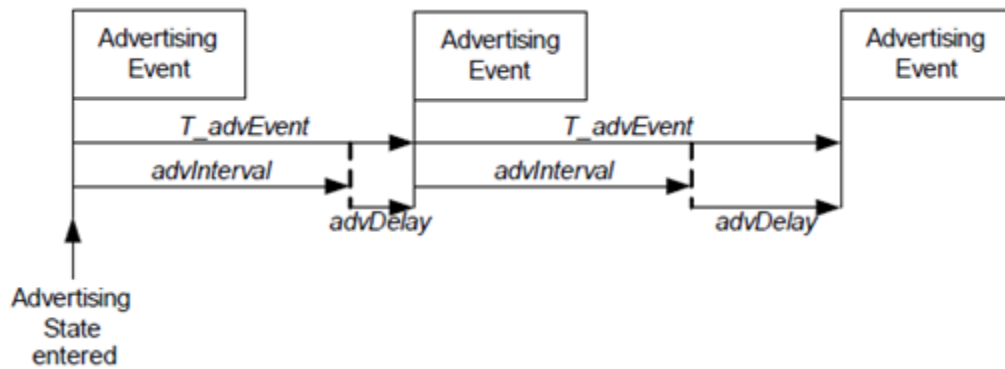 Advertising
Event
Advertising
Event
Advertising
Event
T_advEvent
T_advEvent
advInterval
advInterval
advDelay
advDelay
Advertising
State
entered